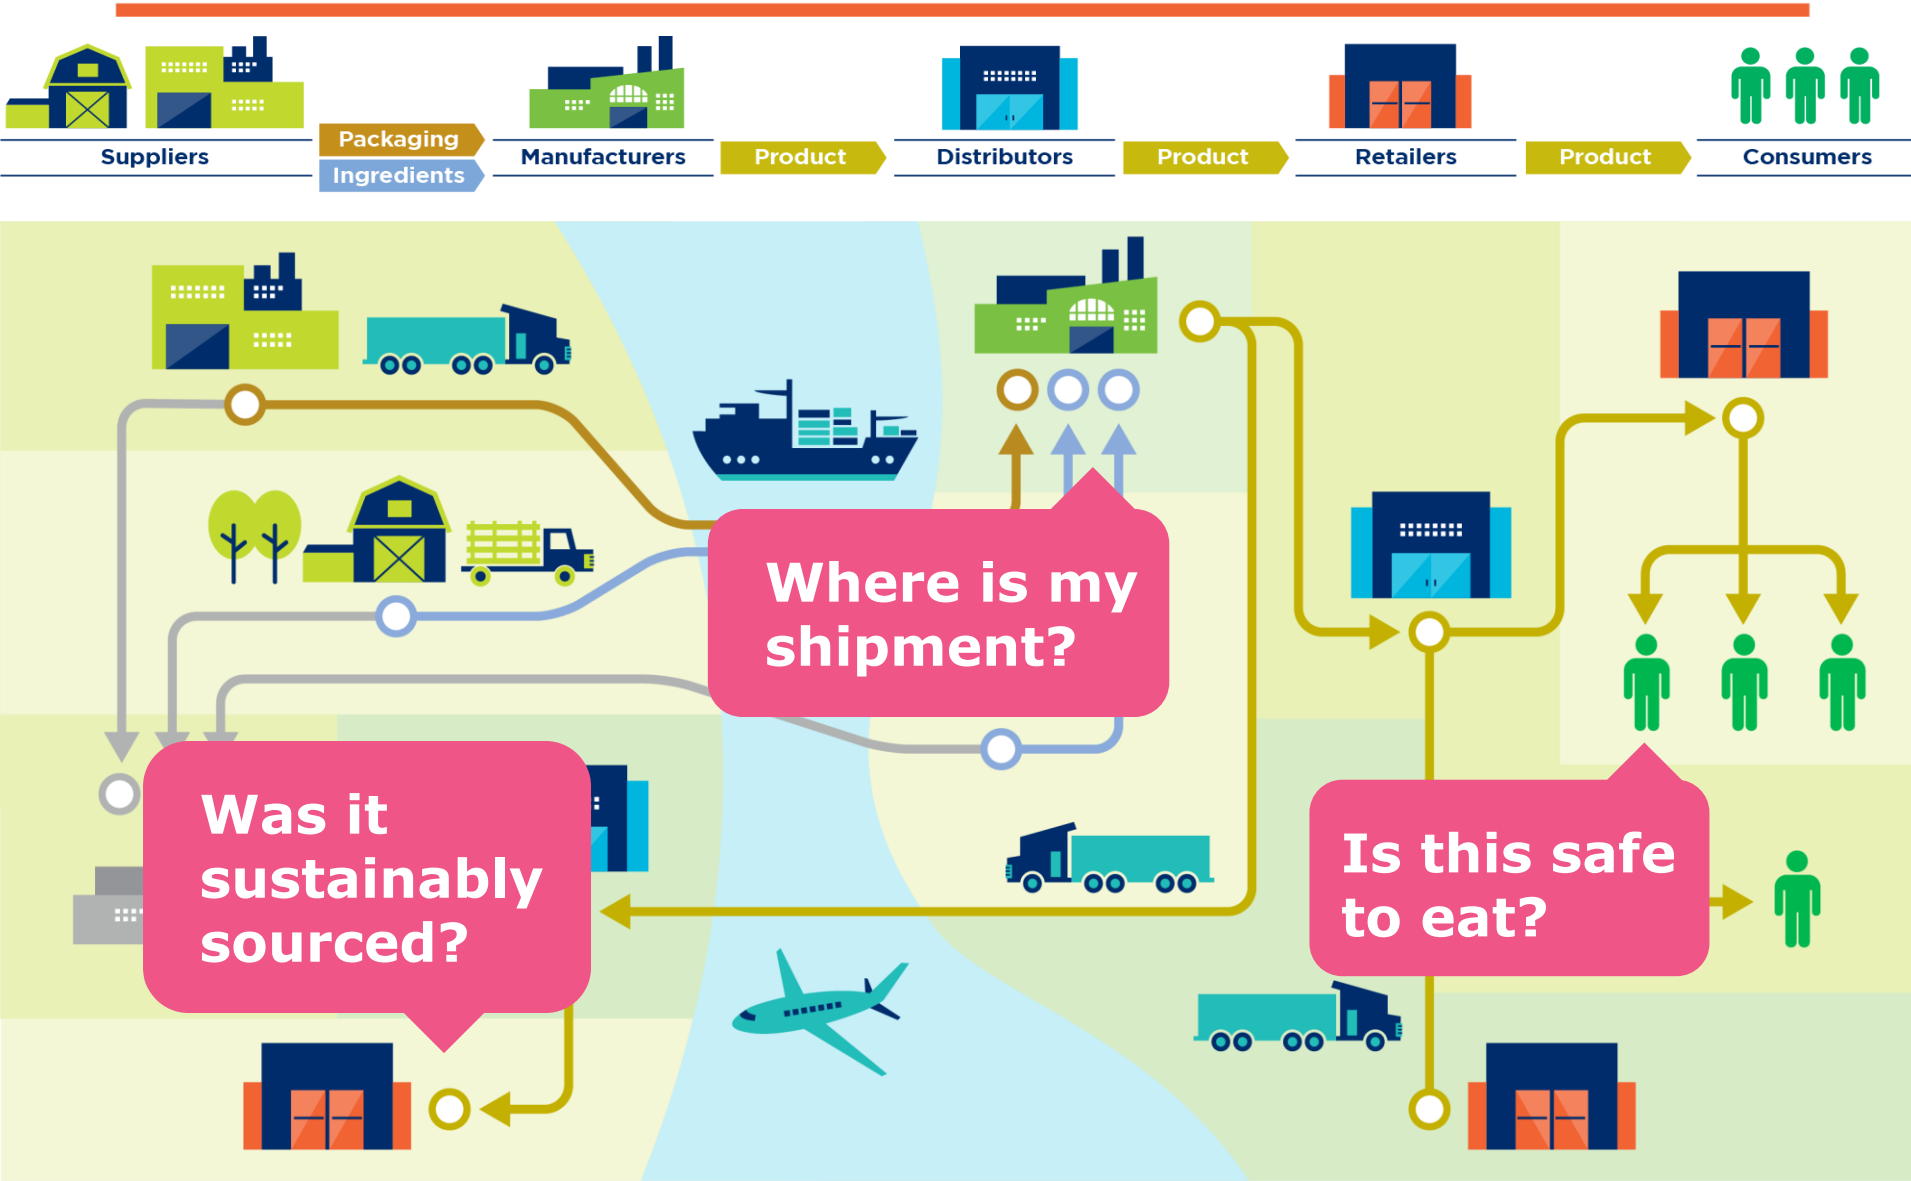 Suppliers
Packaging
Ingredients
Manufacturers
Product
Distributors
Product
Retailers
Product
Consumers
Where is my
shipment?
Was it
sustainably
sourced?
Is this safe
to eat?